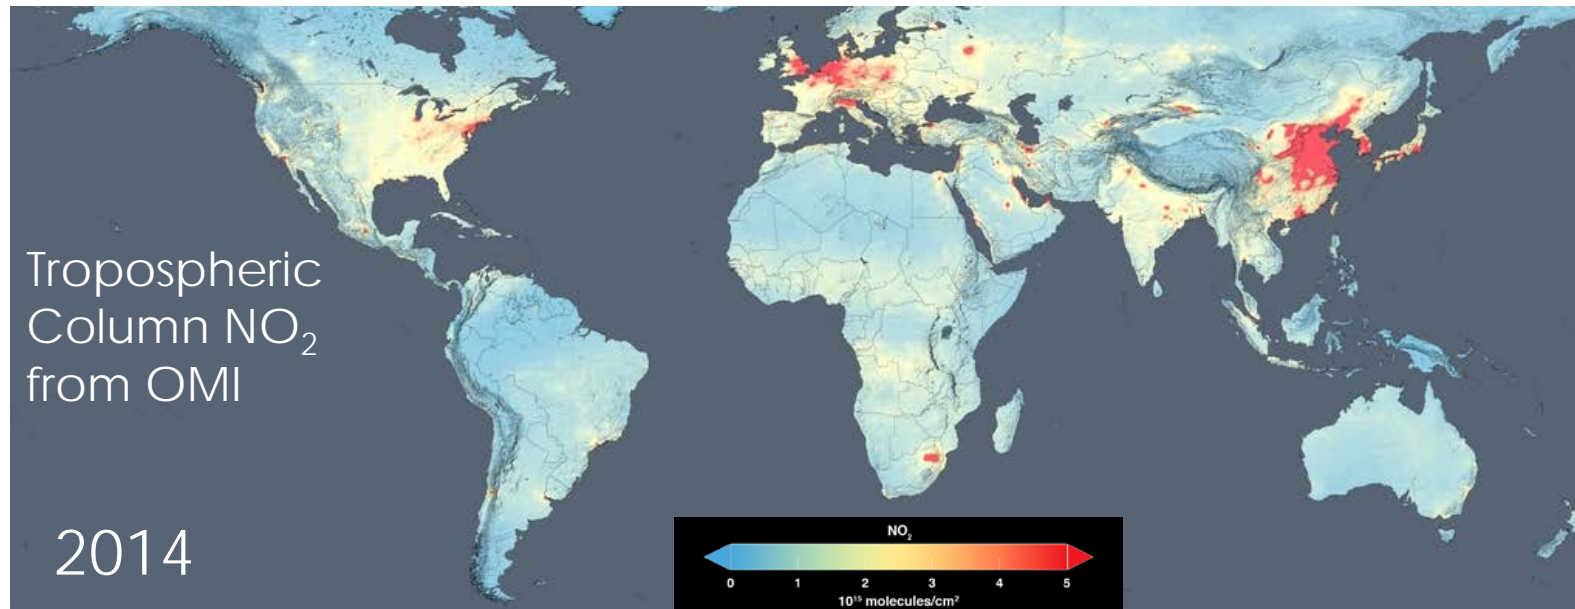 Tropospheric
Column NO₂
from OMI
2014
NO₂
0 1 2 3 4 5
10¹⁵ molecules/cm²